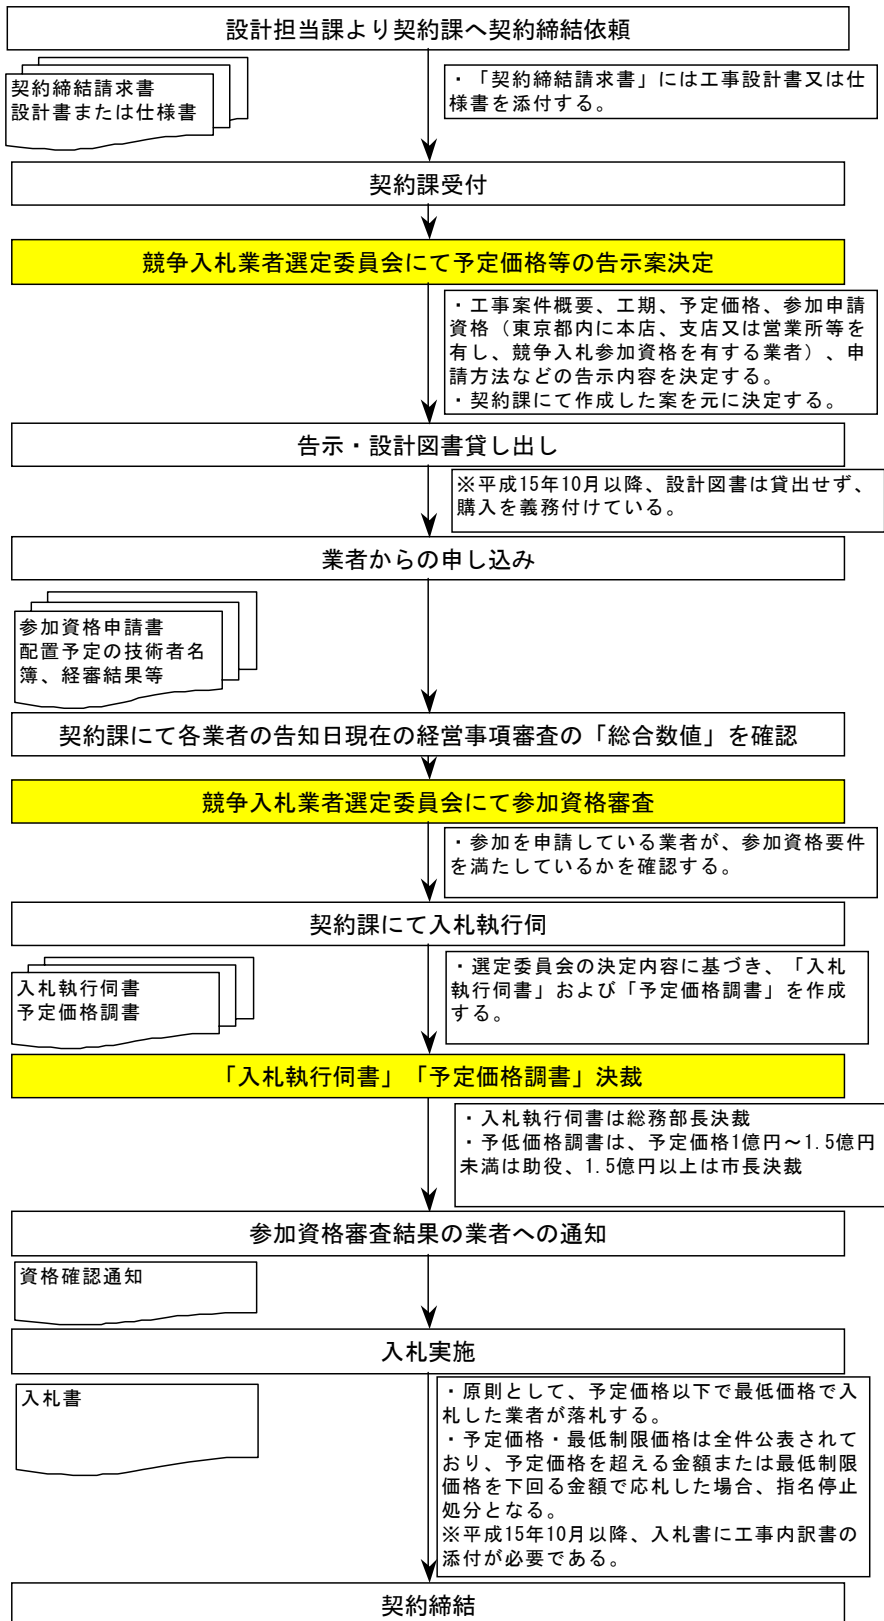 設計担当課より契約課へ契約締結依頼
契約締結請求書
設計書または仕様書
・「契約締結請求書」には工事設計書又は仕
様書を添付する。
契約課受付
競争入札業者選定委員会にて予定価格等の告示案決定
・工事案件概要、工期、予定価格、参加申請
資格（東京都内に本店、支店又は営業所等を
有し、競争入札参加資格を有する業者）、申
請方法などの告示内容を決定する。
・契約課にて作成した案を元に決定する。
告示・設計図書貸し出し
※平成15年10月以降、設計図書は貸出せず、
購入を義務付けている。
業者からの申し込み
参加資格申請書
配置予定の技術者名
簿、経審結果等
契約課にて各業者の告知日現在の経営事項審査の「総合数値」を確認
競争入札業者選定委員会にて参加資格審査
・参加を申請している業者が、参加資格要件
を満たしているかを確認する。
契約課にて入札執行伺
入札執行伺書
予定価格調書
・選定委員会の決定内容に基づき、「入札
執行伺書」および「予定価格調書」を作成
する。
「入札執行伺書」「予定価格調書」決裁
・入札執行伺書は総務部長決裁
・予低価格調書は、予定価格1億円～1.5億円
未満は助役、1.5億円以上は市長決裁
参加資格審査結果の業者への通知
資格確認通知
入札実施
入札書
・原則として、予定価格以下で最低価格で入
札した業者が落札する。
・予定価格・最低制限価格は全件公表されて
おり、予定価格を超える金額または最低制限
価格を下回る金額で応札した場合、指名停止
処分となる。
※平成15年10月以降、入札書に工事内訳書の
添付が必要である。
契約締結